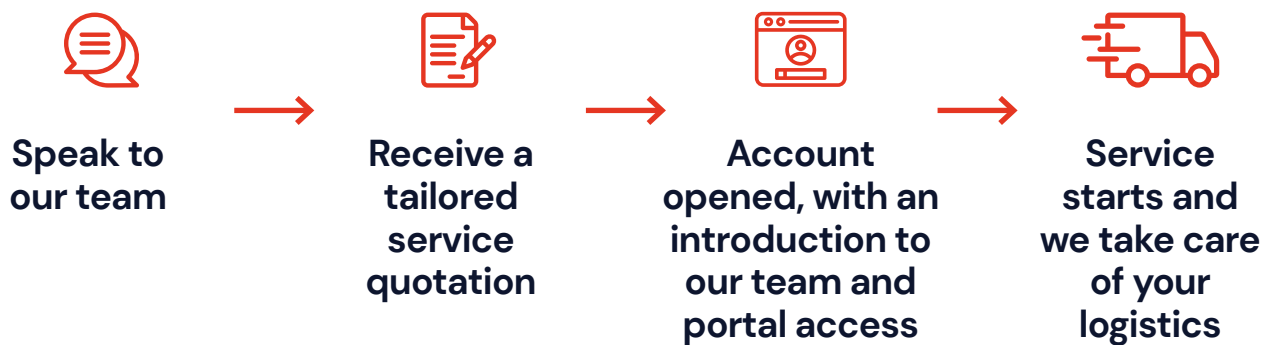 Speak to
our team
Receive a
tailored
service
quotation
Account
opened, with an
introduction to
our team and
portal access
Service
starts and
we take care
of your
logistics